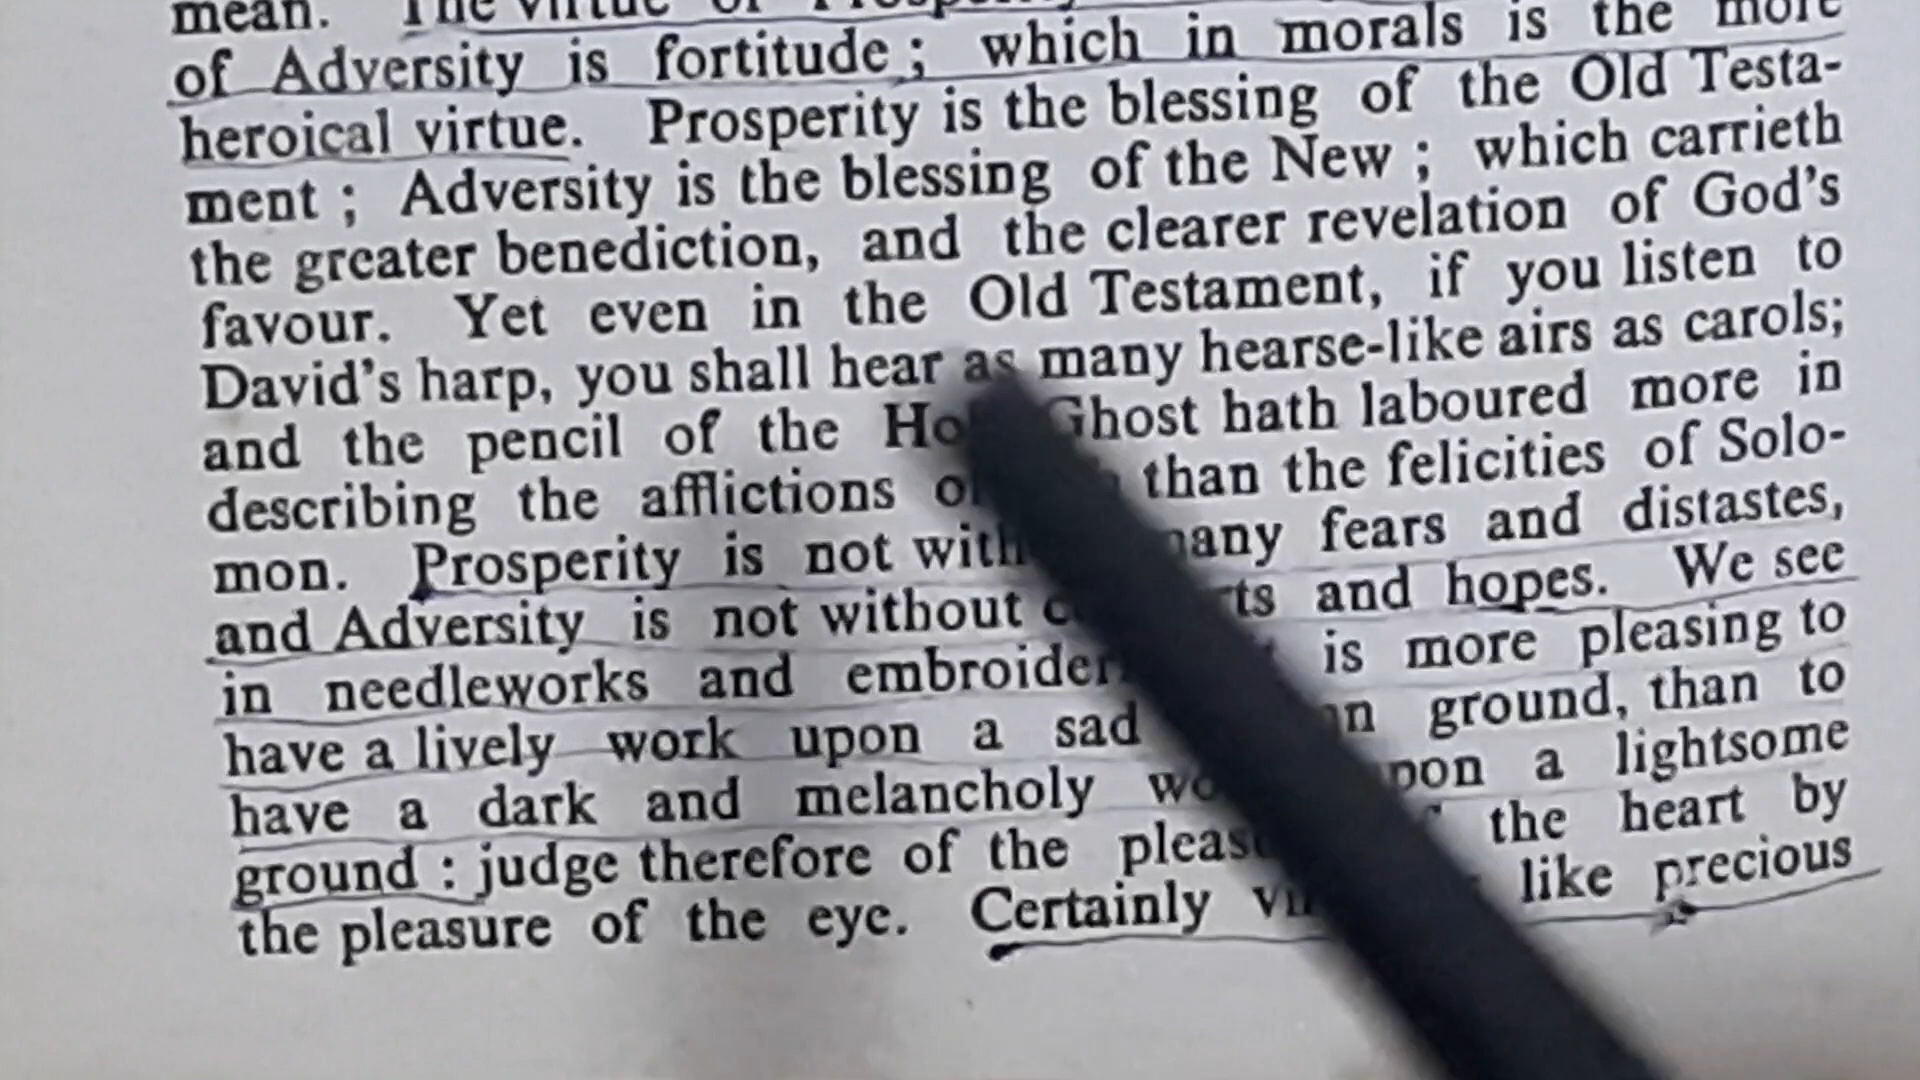 mean. The virtue of Prosperity
of Adversity is fortitude ; which in morals is the more
heroical virtue. Prosperity is the blessing of the Old Testa-
ment ; Adversity is the blessing of the New ; which carrieth
the greater benediction, and the clearer revelation of God's
favour. Yet even in the Old Testament, if you listen to
David's harp, you shall hear as many hearse-like airs as carols;
and the pencil of the Ghost hath laboured more in
describing the afflictions than the felicities of Solo-
mon. Prosperity is not many fears and distastes,
and Adversity is not without and hopes. We see
in needleworks and is more pleasing to
have a lively work upon a sad ground, than to
have a dark and melancholy upon a lightsome
ground : judge therefore of the the heart by
the pleasure of the eye. Certainly like precious